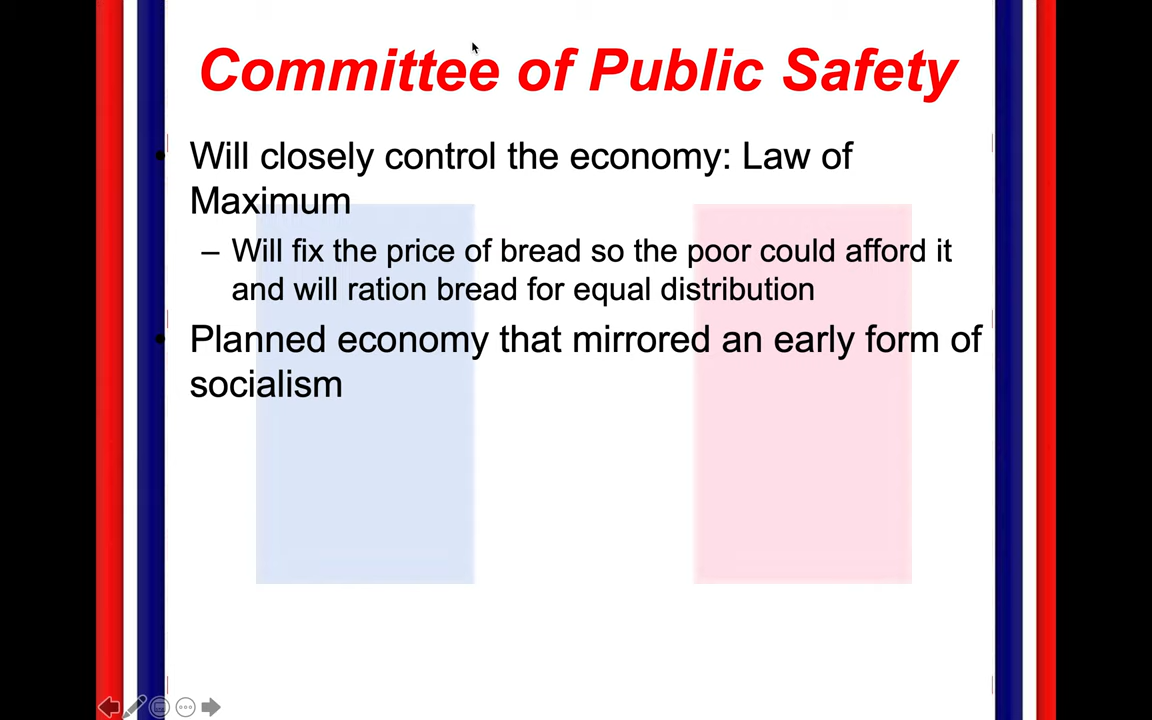 Committee of Public Safety
• Will closely control the economy: Law of
Maximum
– Will fix the price of bread so the poor could afford it
and will ration bread for equal distribution
• Planned economy that mirrored an early form of
socialism